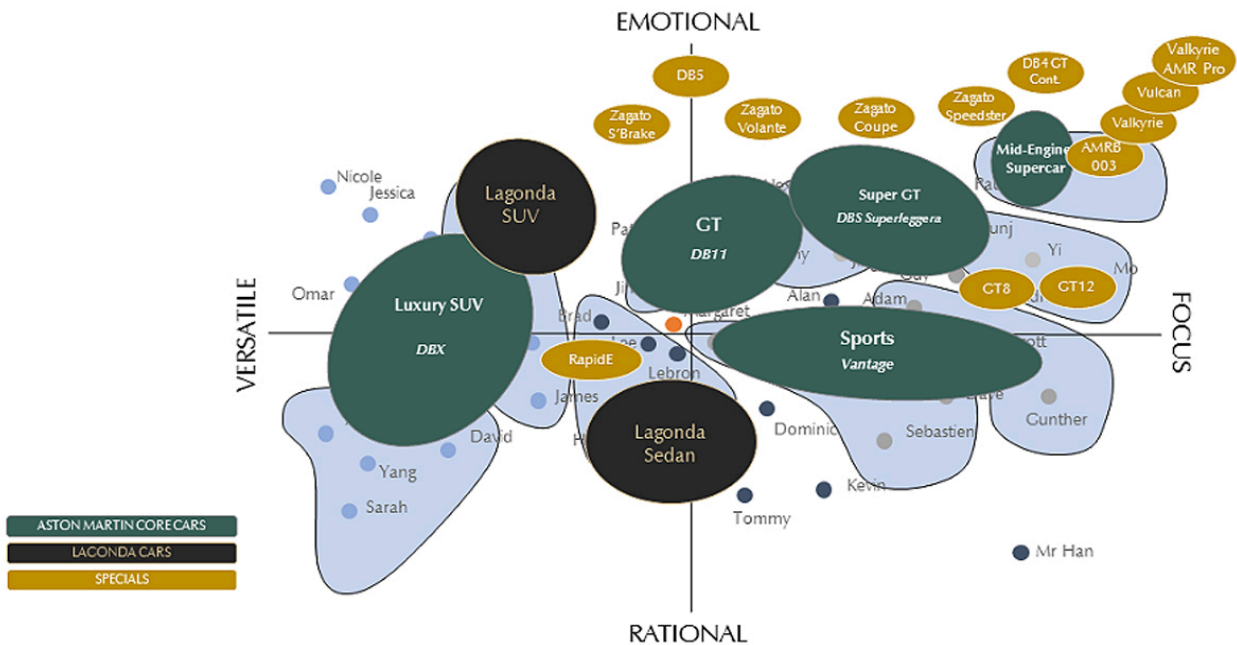 EMOTIONAL
Valkyrie
AMR Pro
DB4 GT
Cont.
DB5
Vulcan
Zagato
S'Brake
Zagato
Volante
Zagato
Coupe
Zagato
Speedster
Valkyrie
Mid-Engine
Supercar
AMRB
003
Nicole
Jessica
Lagonda
SUV
GT
DB11
Super GT
DBS Superleggera
Yi
Mo
Omar
Luxury SUV
DBX
Alan
Adam
GT8
GT12
Brad
Margaret
VERSATILE
FOCUS
Lee
Sports
Vantage
RapidE
Lebron
James
Dave
Gunther
Lagonda
Sedan
Dominic
Sebastien
David
Yang
Kevin
Sarah
Tommy
ASTON MARTIN CORE CARS
LAGONDA CARS
SPECIALS
Mr Han
RATIONAL